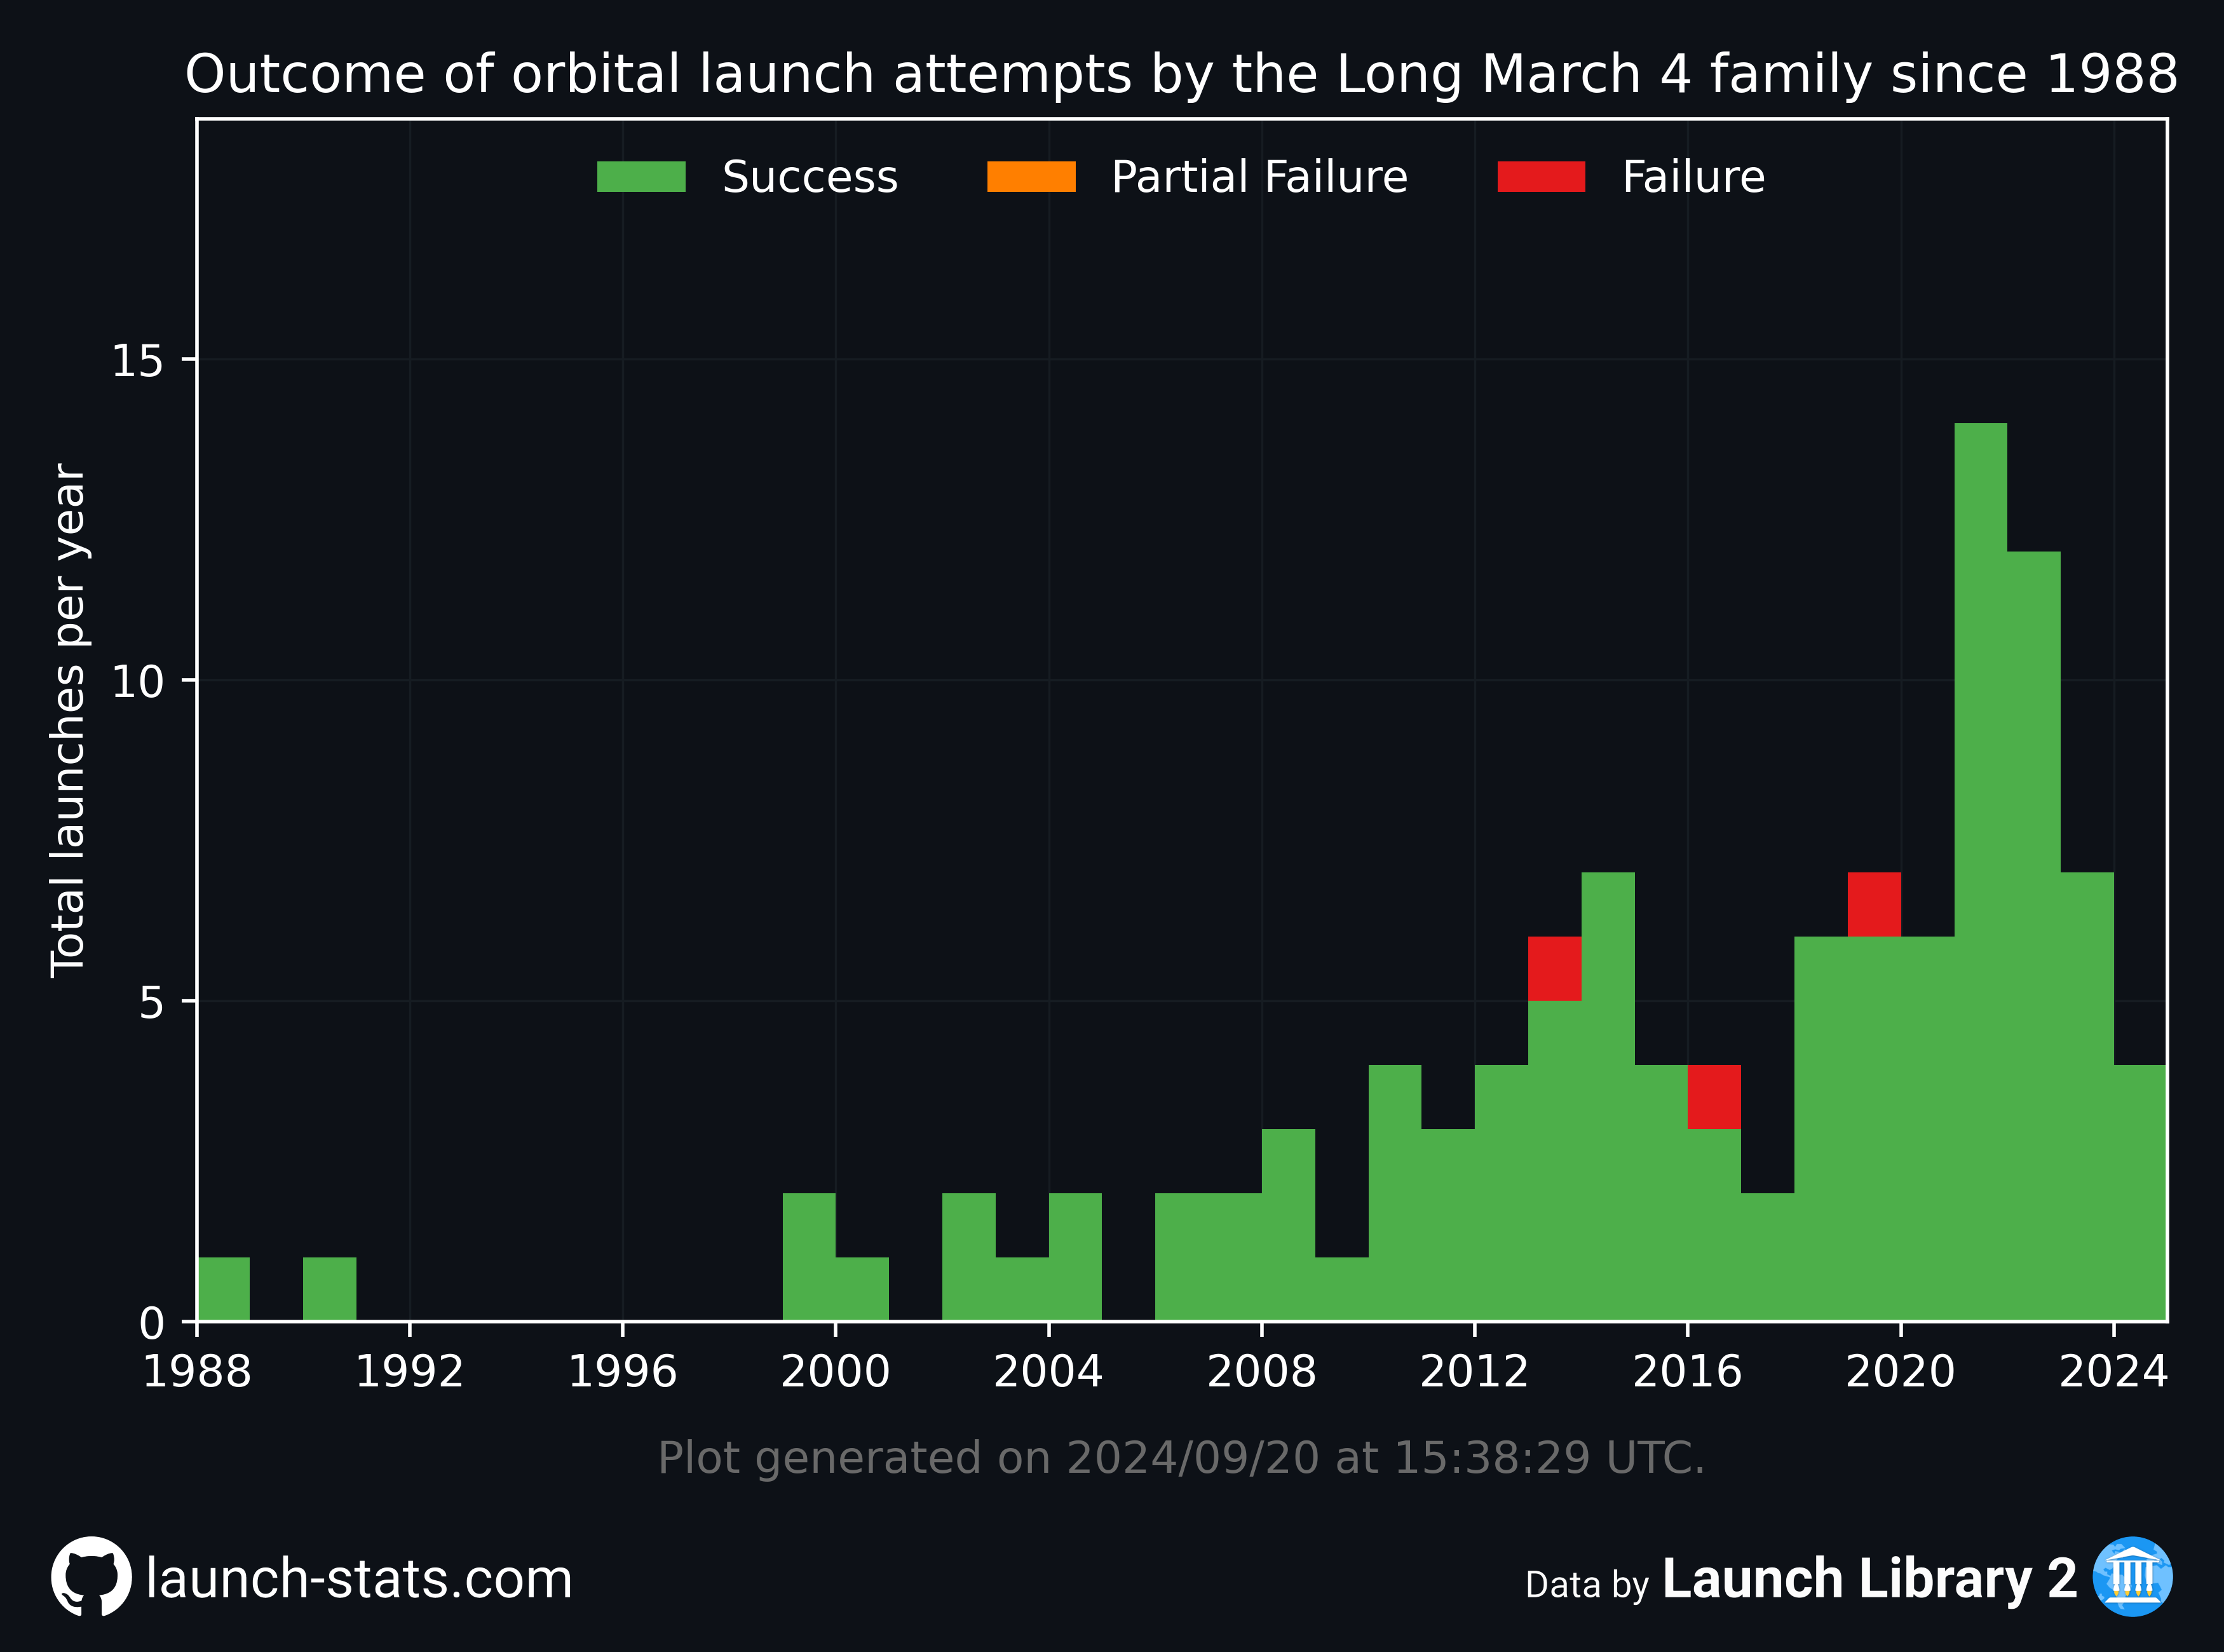 Outcome of orbital launch attempts by the Long March 4 family since 1988
Success Partial Failure Failure
Total launches per year
15
10
5
0
1988 1992 1996 2000 2004 2008 2012 2016 2020 2024
Plot generated on 2024/09/20 at 15:38:29 UTC.
launch-stats.com
Data by Launch Library 2